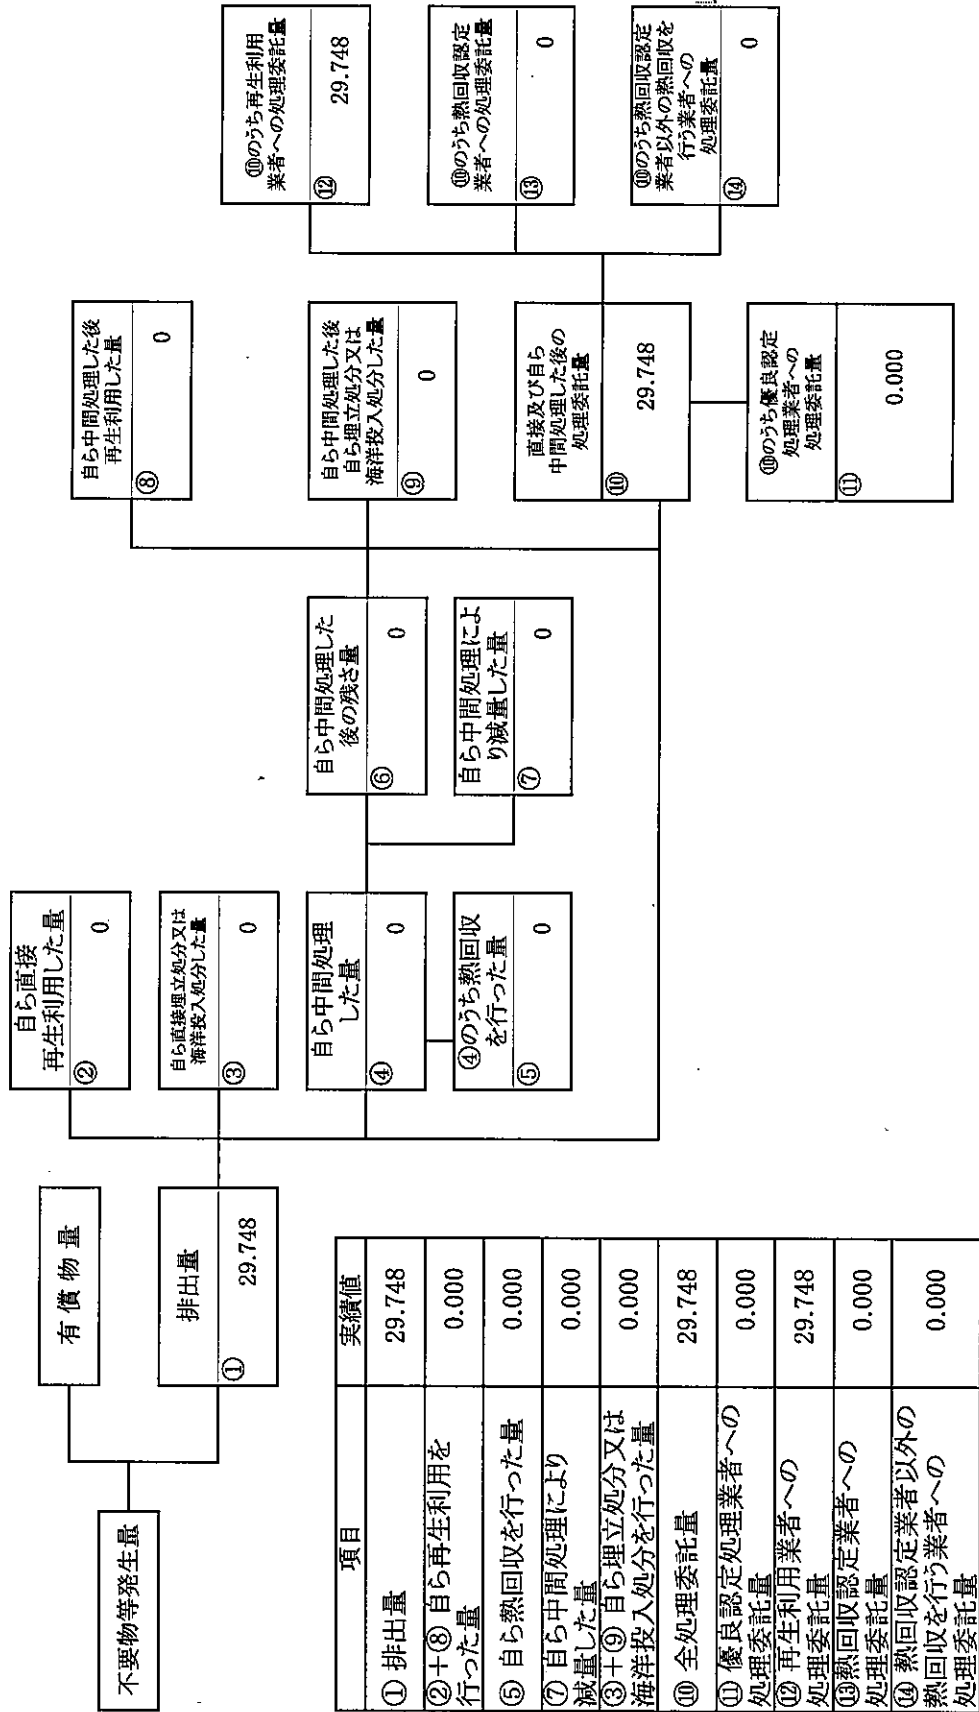 不要物等発生量
有償物量
排出量
① 29.748
自ら直接
再生利用した量
② 0
自ら直接埋立処分又は
海洋投入処分した量
③ 0
自ら中間処理
した量
④ 0
④のうち熱回収
を行った量
⑤ 0
自ら中間処理した
後の残さ量
⑥ 0
自ら中間処理によ
り減量した量
⑦ 0
自ら中間処理した後
再生利用した量
⑧ 0
自ら中間処理した後
自ら埋立処分又は
海洋投入処分した量
⑨ 0
直接及び自ら
中間処理した後の
処理委託量
⑩ 29.748
⑩のうち優良認定
処理業者への
処理委託量
⑪ 0.000
⑩のうち再生利用
業者への処理委託量
⑫ 29.748
⑩のうち熱回収認定
業者への処理委託量
⑬ 0
⑩のうち熱回収認定
業者以外の熱回収を
行う業者への
処理委託量
⑭ 0
項目 実績値
① 排出量 29.748
②+⑧ 自ら再生利用を
行った量 0.000
⑤ 自ら熱回収を行った量 0.000
⑦ 自ら中間処理により
減量した量 0.000
③+⑨ 自ら埋立処分又は
海洋投入処分を行った量 0.000
⑩ 全処理委託量 29.748
⑪ 優良認定処理業者への
処理委託量 0.000
⑫ 再生利用業者への
処理委託量 29.748
⑬熱回収認定業者への
処理委託量 0.000
⑭ 熱回収認定業者以外の
熱回収を行う業者への
処理委託量 0.000